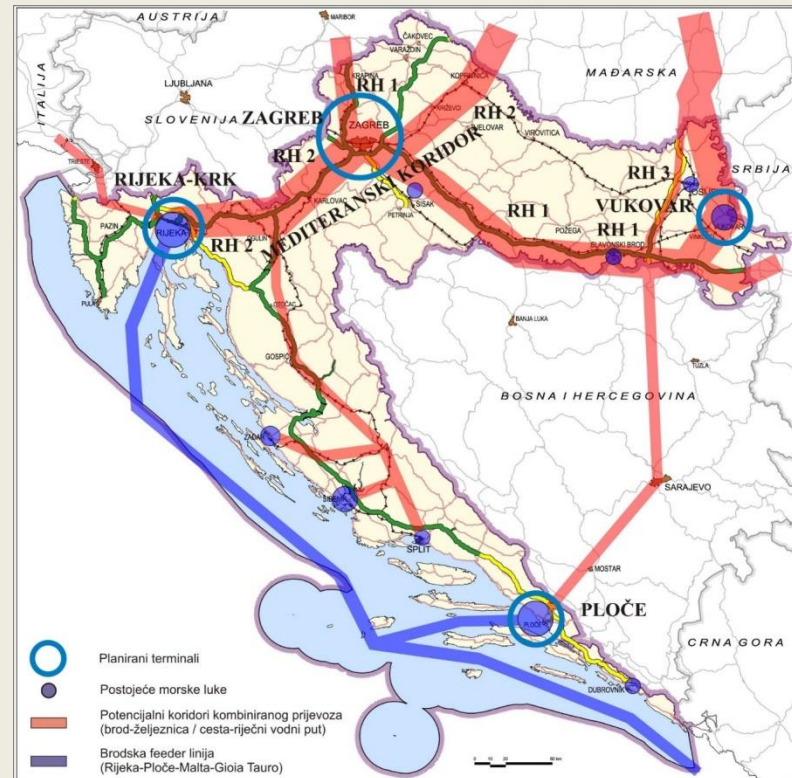 AUSTRIJA
MARIBOR
ČAKOVEC
VARAŽDIN
ITALIJA
LJUBLJANA
SLOVENIJA
KRAPINA
RH 1
KOPRIVNICA
MAĐARSKA
ZAGREB
ZAGREB
KRIŽEVCI
RH 2
BJELOVAR
VIROVITICA
TRIESTE
RH 2
MEDITERANSKI KORIDOR
RH 3
SRBIJA
RIJEKA-KRK
KARLOVAC
SISAK
PETRINJA
VUKOVAR
PAZIN
RIJEKA
OGULIN
RH 1
POŽEGA
RH 1
RH 2
SLAVONSKI BROD
PULA
OTOČAC
BANJA LUKA
GOSPIĆ
TUZLA
BOSNA I HERCEGOVINA
ZADAR
SARAJEVO
SPLIT
MOSTAR
PLOČE
PLOČE
CRNA GORA
DUBROVNIK
Planirani terminali
Postojeće morske luke
Potencijalni koridori kombiniranog prijevoza
(brod-željeznica / cesta-riječni vodni put)
Brodska feeder linija
(Rijeka-Ploče-Malta-Gioia Tauro)